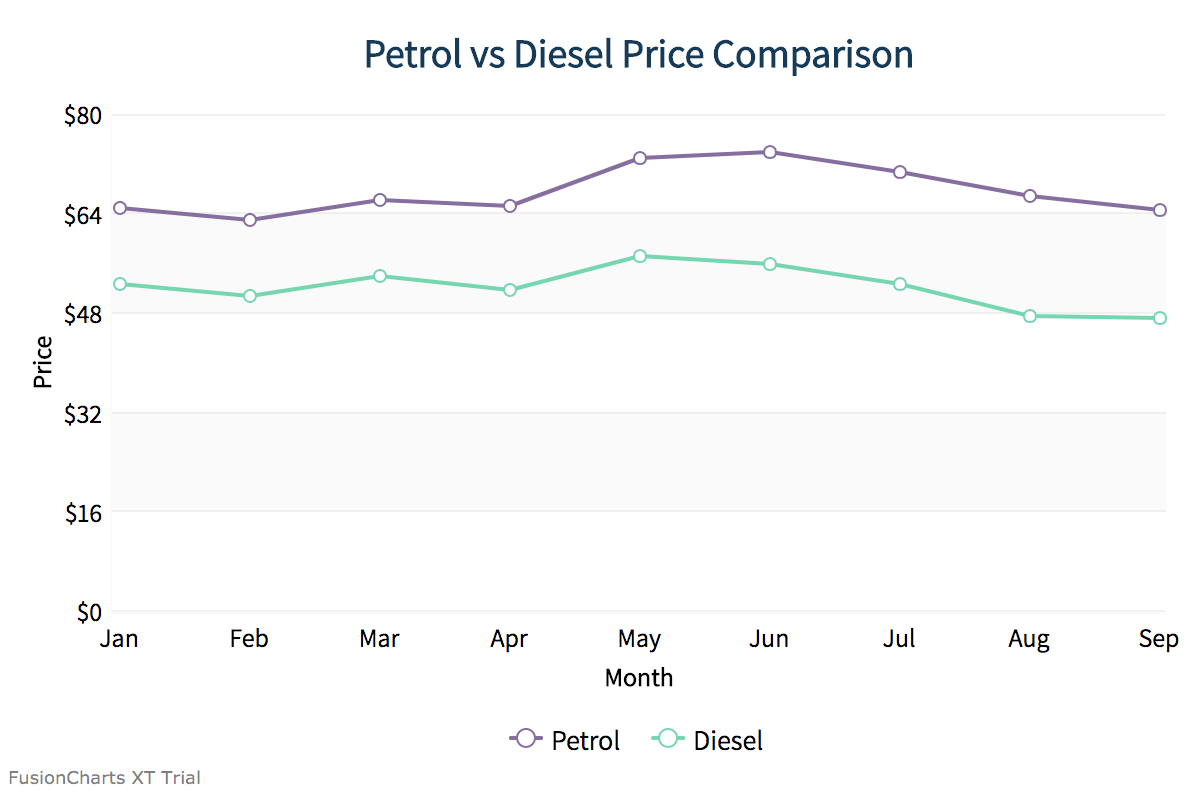 Petrol vs Diesel Price Comparison
$80
$64
$48
$32
$16
$0
Price
Jan Feb Mar Apr May Jun Jul Aug Sep
Month
Petrol Diesel
FusionCharts XT Trial